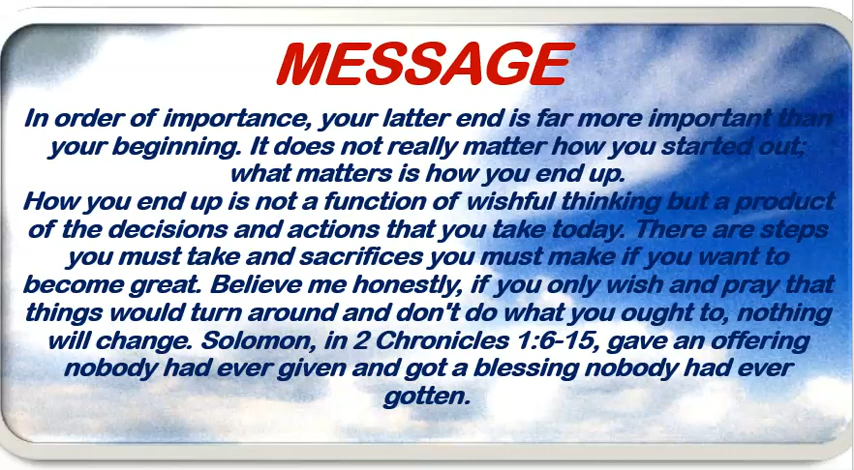 MESSAGE
In order of importance, your latter end is far more important than
your beginning. It does not really matter how you started out;
what matters is how you end up.
How you end up is not a function of wishful thinking but a product
of the decisions and actions that you take today. There are steps
you must take and sacrifices you must make if you want to
become great. Believe me honestly, if you only wish and pray that
things would turn around and don't do what you ought to, nothing
will change. Solomon, in 2 Chronicles 1:6-15, gave an offering
nobody had ever given and got a blessing nobody had ever
gotten.